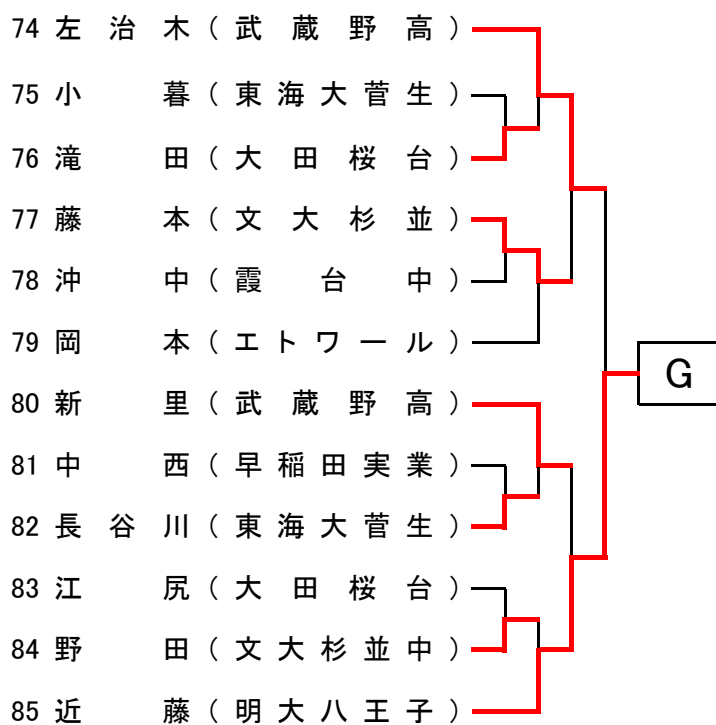 74 左治木 (武蔵野高)
75 小暮 (東海大菅生)
76 滝田 (大田桜台)
77 藤本 (文大杉並)
78 沖中 (霞台中)
79 岡本 (エトワール)
G
80 新里 (武蔵野高)
81 中西 (早稲田実業)
82 長谷川 (東海大菅生)
83 江尻 (大田桜台)
84 野田 (文大杉並中)
85 近藤 (明大八王子)